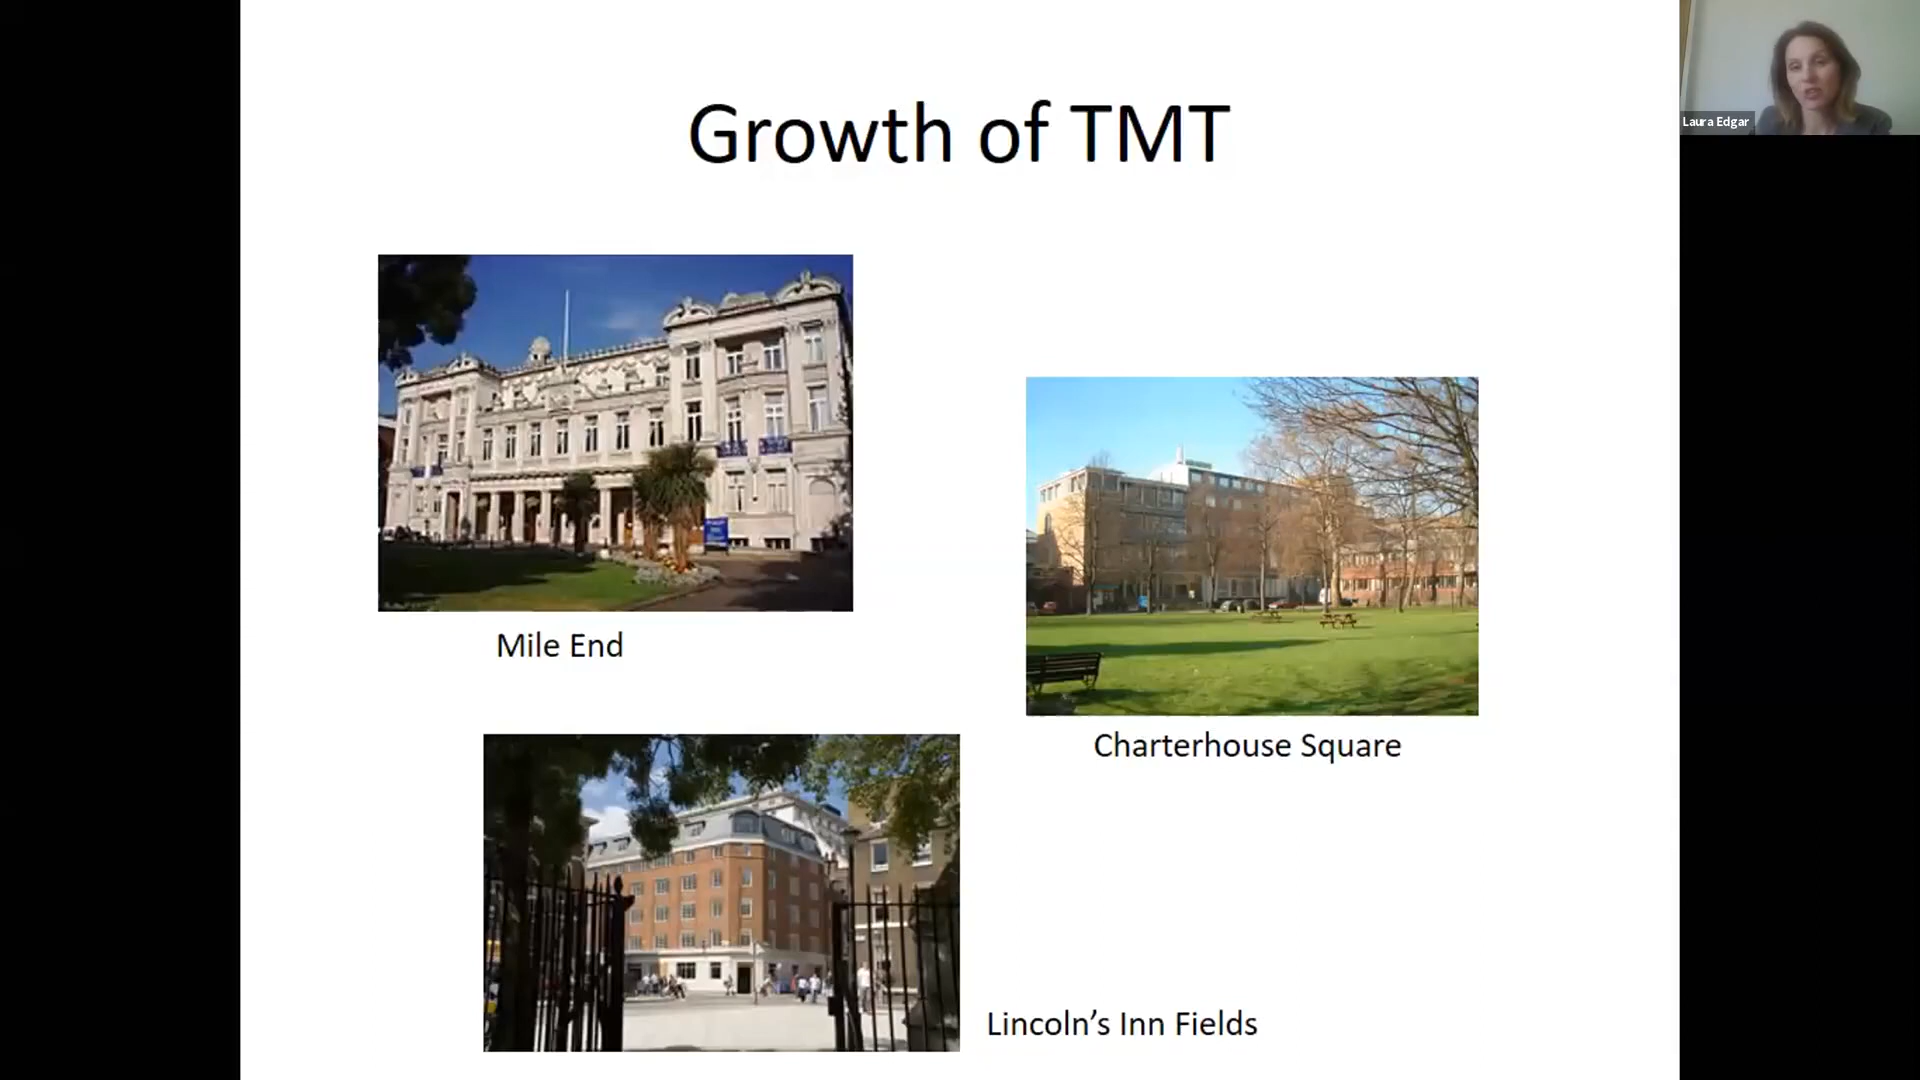 Growth of TMT
Laura Edgar
Mile End
Charterhouse Square
Lincoln’s Inn Fields